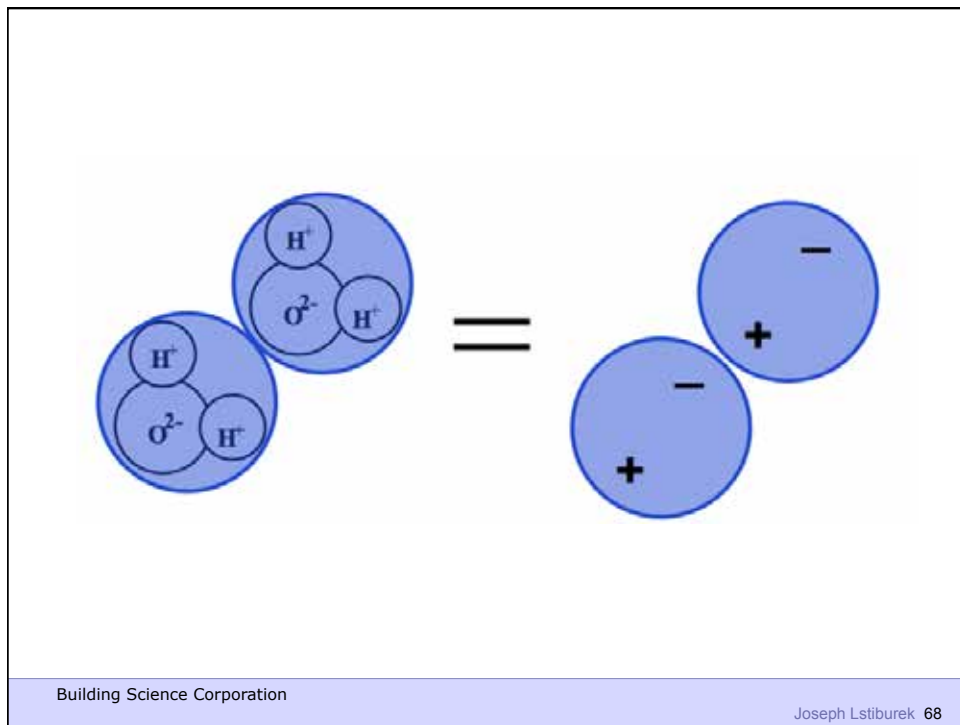 H⁺
O²⁻ H⁺
H⁺
O²⁻ H⁺
=
−
+
−
+
Building Science Corporation
Joseph Lstiburek 68